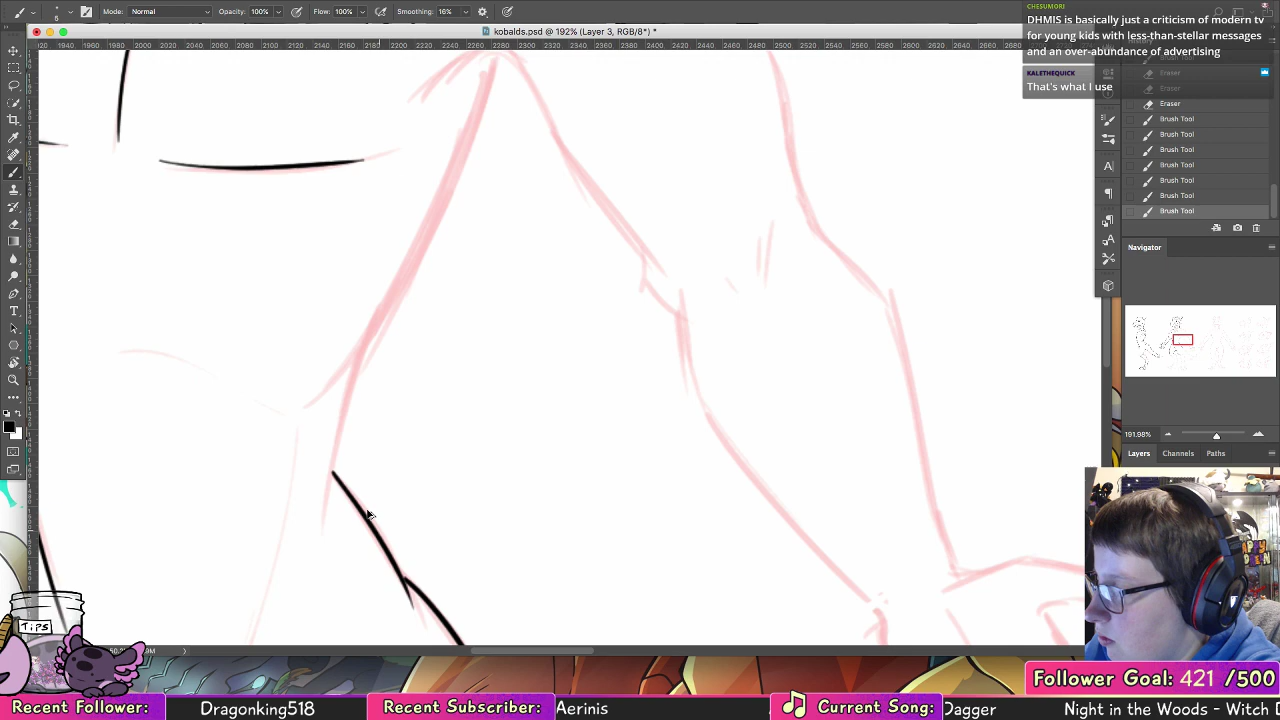 Mode: Normal Opacity: 100% Flow: 100% Smoothing: 16%
kobalds.psd @ 192% (Layer 3, RGB/8*) *
CHESUMORI
DHMIS is basically just a criticism of modern tv
for young kids with less-than-stellar messages
and an over-abundance of advertising
KALETHEQUICK
That's what I use
Eraser
Eraser
Eraser
Brush Tool
Brush Tool
Brush Tool
Brush Tool
Brush Tool
Brush Tool
Brush Tool
Navigator
191.98%
Layers Channels Paths
TIPS
Follower Goal: 421 /500
Recent Follower: Dragonking518 Recent Subscriber: Aerinis Current Song: Dagger Night in the Woods - Witch D